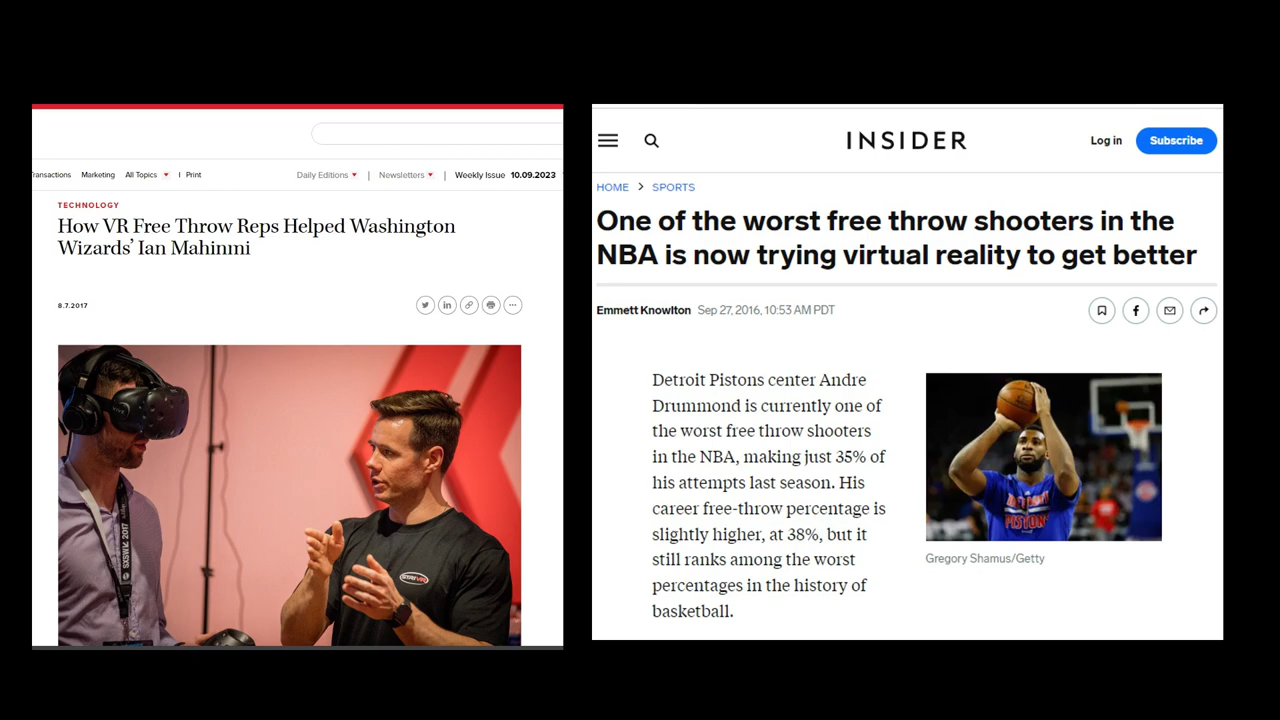 Transactions Marketing All Topics | Print Daily Editions | Newsletters | Weekly Issue 10.09.2023
TECHNOLOGY
How VR Free Throw Reps Helped Washington
Wizards’ Ian Mahinmi
8.7.2017
SXSW 2017
STRIVR
INSIDER
Log in
Subscribe
HOME > SPORTS
One of the worst free throw shooters in the
NBA is now trying virtual reality to get better
Emmett Knowlton Sep 27, 2016, 10:53 AM PDT
Detroit Pistons center Andre
Drummond is currently one of
the worst free throw shooters
in the NBA, making just 35% of
his attempts last season. His
career free-throw percentage is
slightly higher, at 38%, but it
still ranks among the worst
percentages in the history of
basketball.
DETROIT
PISTONS
Gregory Shamus/Getty